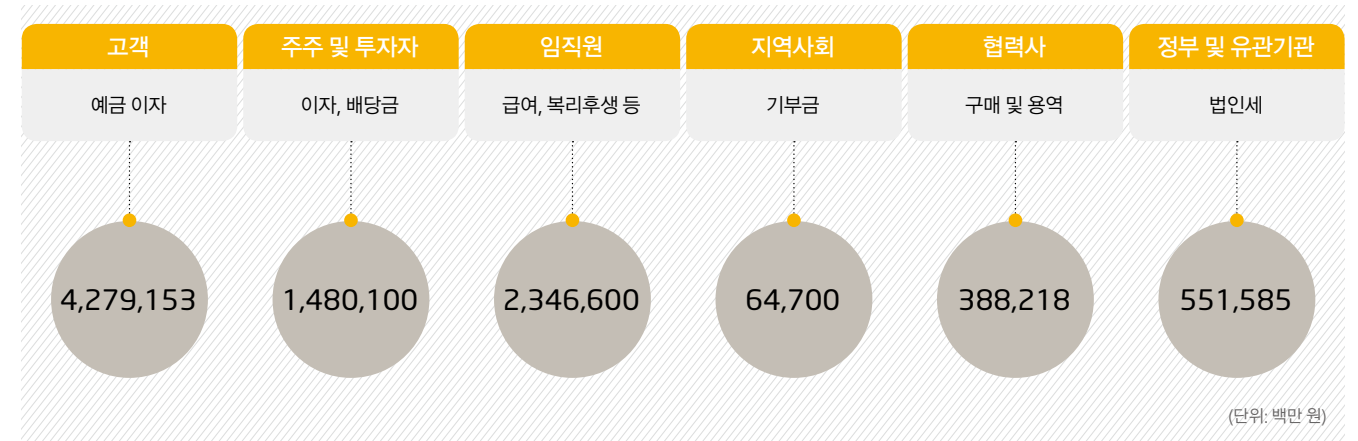 고객
주주 및 투자자
임직원
지역사회
협력사
정부 및 유관기관
예금 이자
이자, 배당금
급여, 복리후생 등
기부금
구매 및 용역
법인세
4,279,153
1,480,100
2,346,600
64,700
388,218
551,585
(단위: 백만 원)